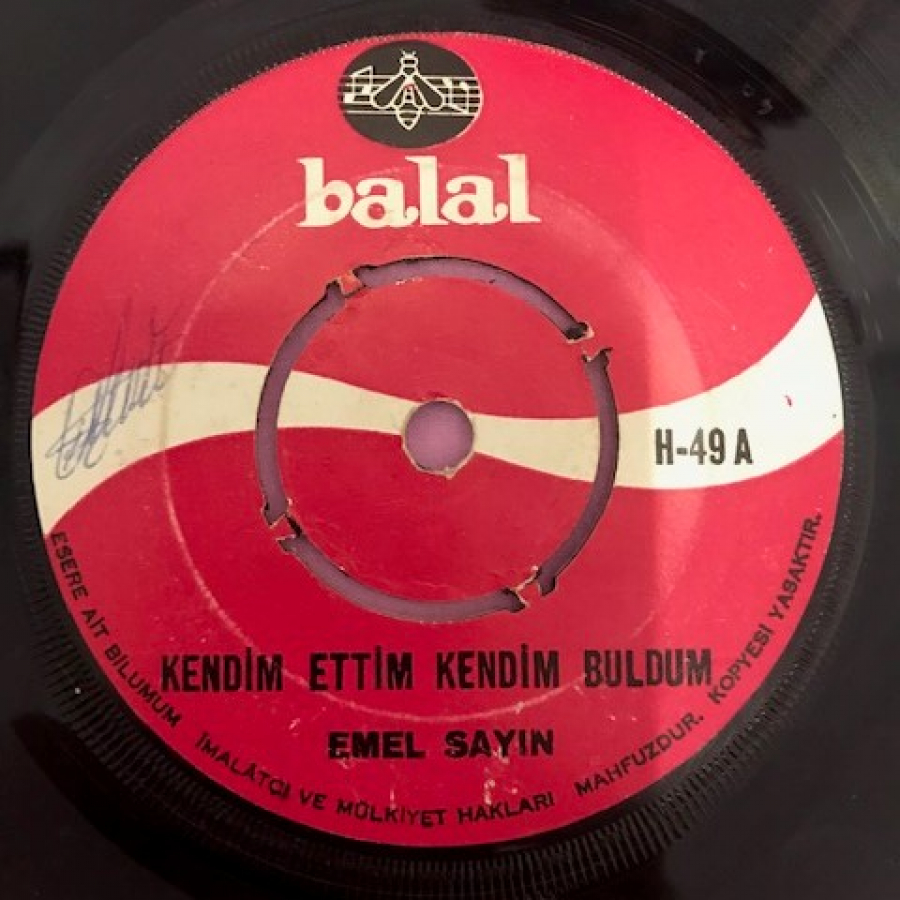 balal
H-49 A
KENDİM ETTİM KENDİM BULDUM
EMEL SAYIN
ESERE AİT BİLUMUM İMALÂTÇI VE MÜLKİYET HAKLARI MAHFUZDUR. KOPYESİ YASAKTIR.